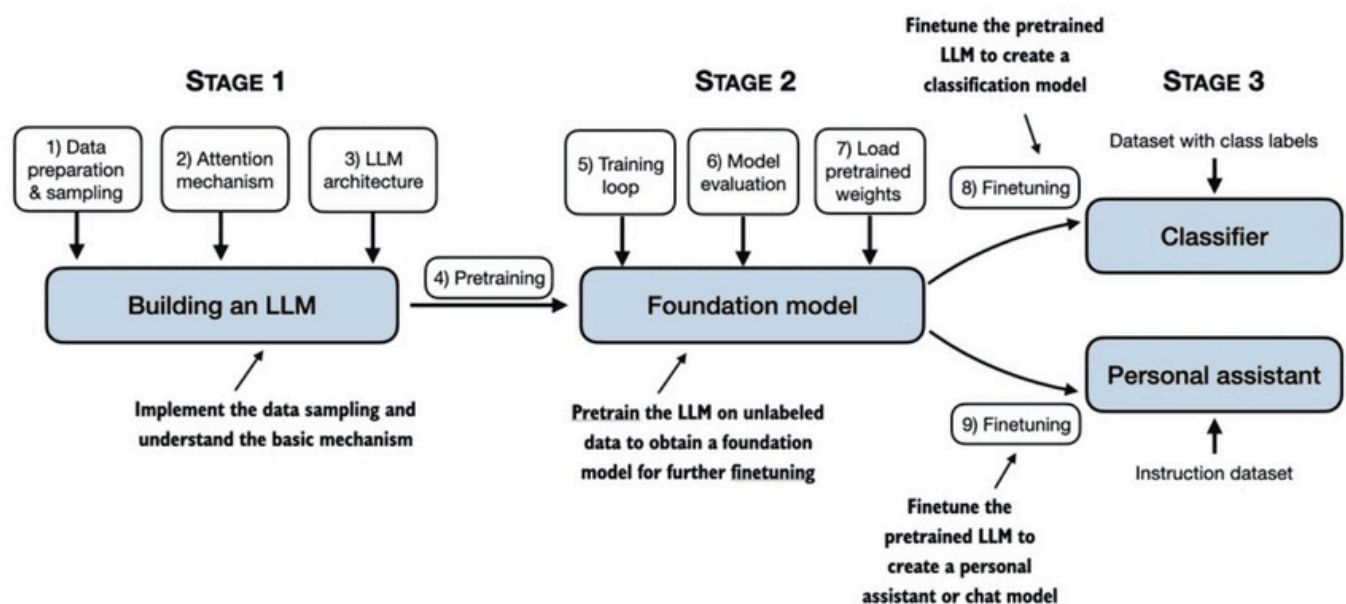 STAGE 1
1) Data
preparation
& sampling
2) Attention
mechanism
3) LLM
architecture
Building an LLM
Implement the data sampling and
understand the basic mechanism
4) Pretraining
STAGE 2
5) Training
loop
6) Model
evaluation
7) Load
pretrained
weights
Foundation model
Pretrain the LLM on unlabeled
data to obtain a foundation
model for further finetuning
Finetune the pretrained
LLM to create a
classification model
8) Finetuning
STAGE 3
Dataset with class labels
Classifier
Personal assistant
Instruction dataset
9) Finetuning
Finetune the
pretrained LLM to
create a personal
assistant or chat model